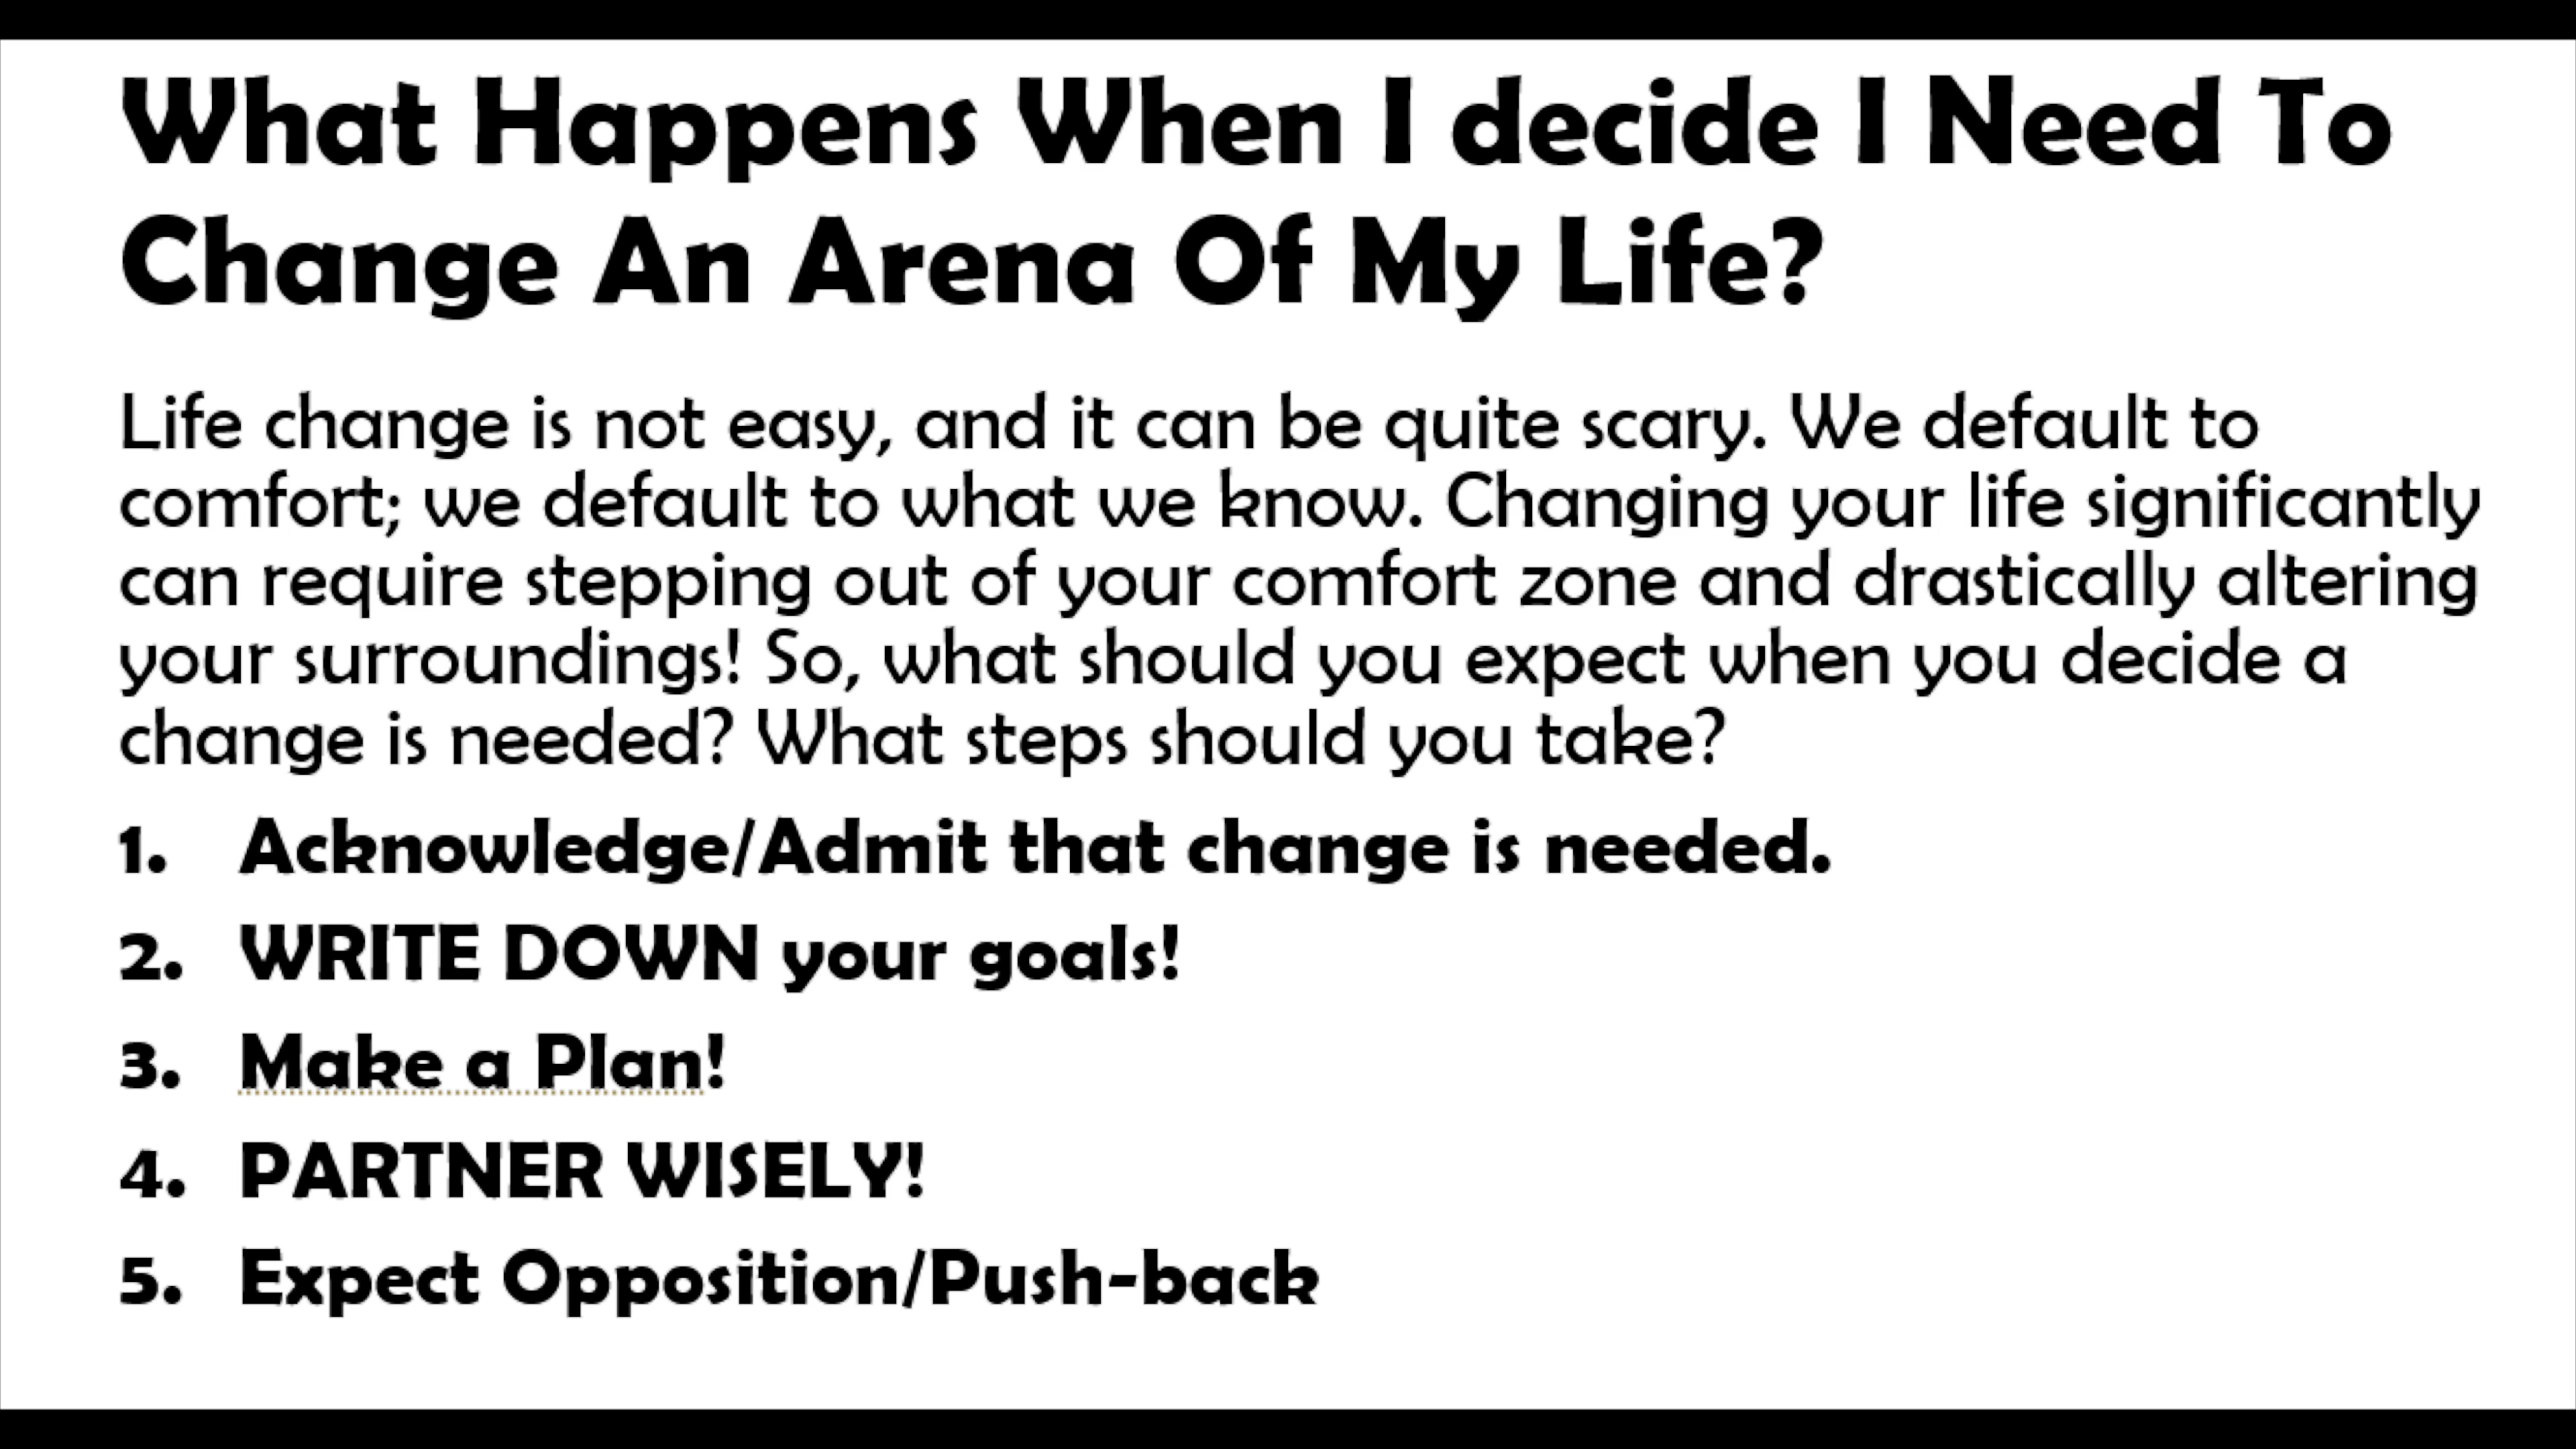 What Happens When I decide I Need To
Change An Arena Of My Life?
Life change is not easy, and it can be quite scary. We default to
comfort; we default to what we know. Changing your life significantly
can require stepping out of your comfort zone and drastically altering
your surroundings! So, what should you expect when you decide a
change is needed? What steps should you take?
1. Acknowledge/Admit that change is needed.
2. WRITE DOWN your goals!
3. Make a Plan!
4. PARTNER WISELY!
5. Expect Opposition/Push-back